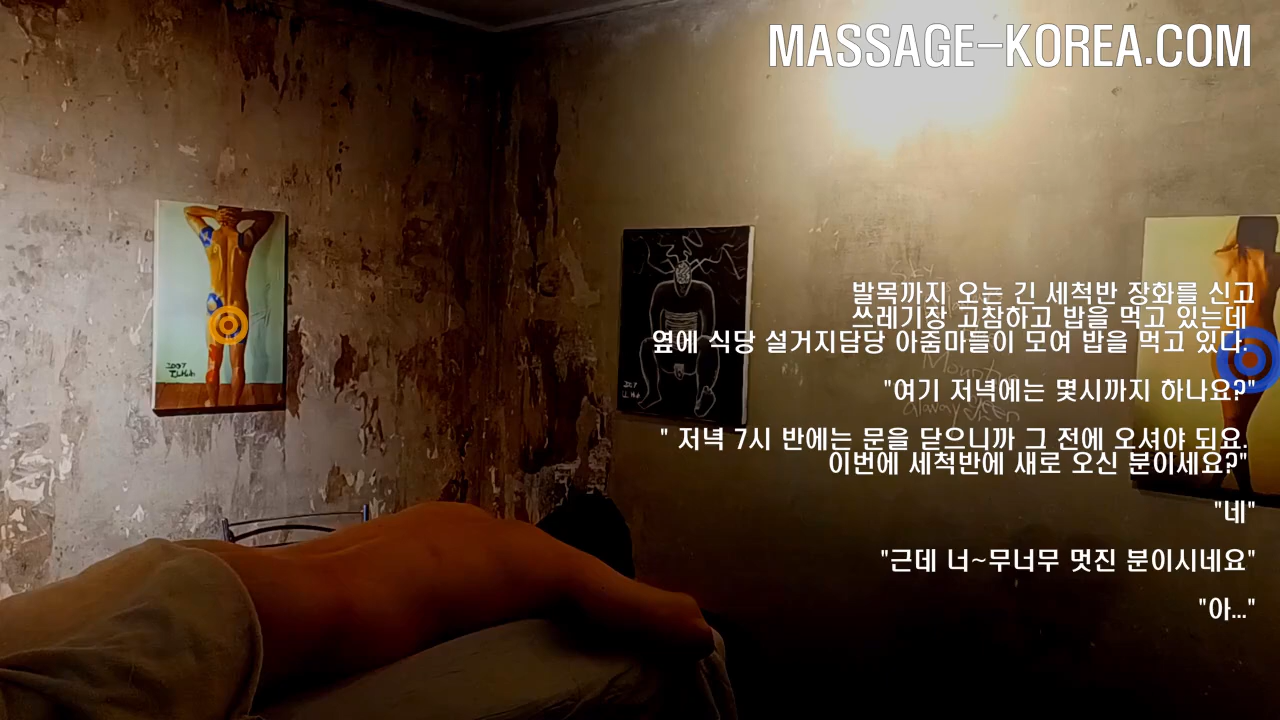 MASSAGE-KOREA.COM
발목까지 오는 긴 세척반 장화를 신고
쓰레기장 고참하고 밥을 먹고 있는데
옆에 식당 설거지담당 아줌마들이 모여 밥을 먹고 있다.
"여기 저녁에는 몇시까지 하나요?"
" 저녁 7시 반에는 문을 닫으니까 그 전에 오셔야 되요.
이번에 세척반에 새로 오신 분이세요?"
"네"
"근데 너~무너무 멋진 분이시네요"
"아..."
2007